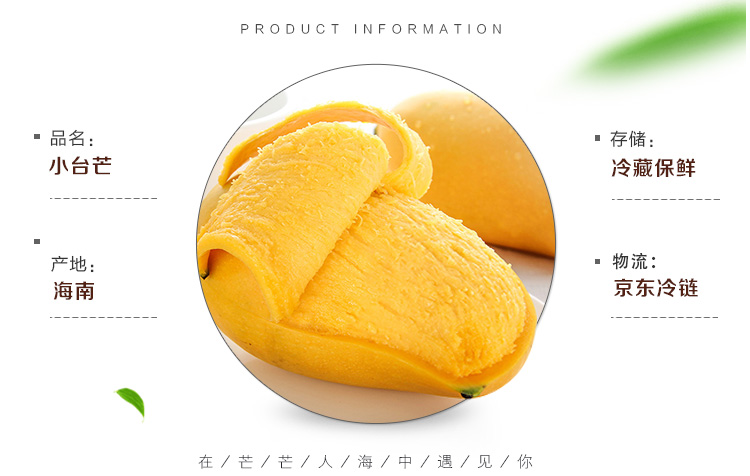 PRODUCT INFORMATION
品名：
小台芒
产地：
海南
存储：
冷藏保鲜
物流：
京东冷链
在/芒/芒/人/海/中/遇/见/你